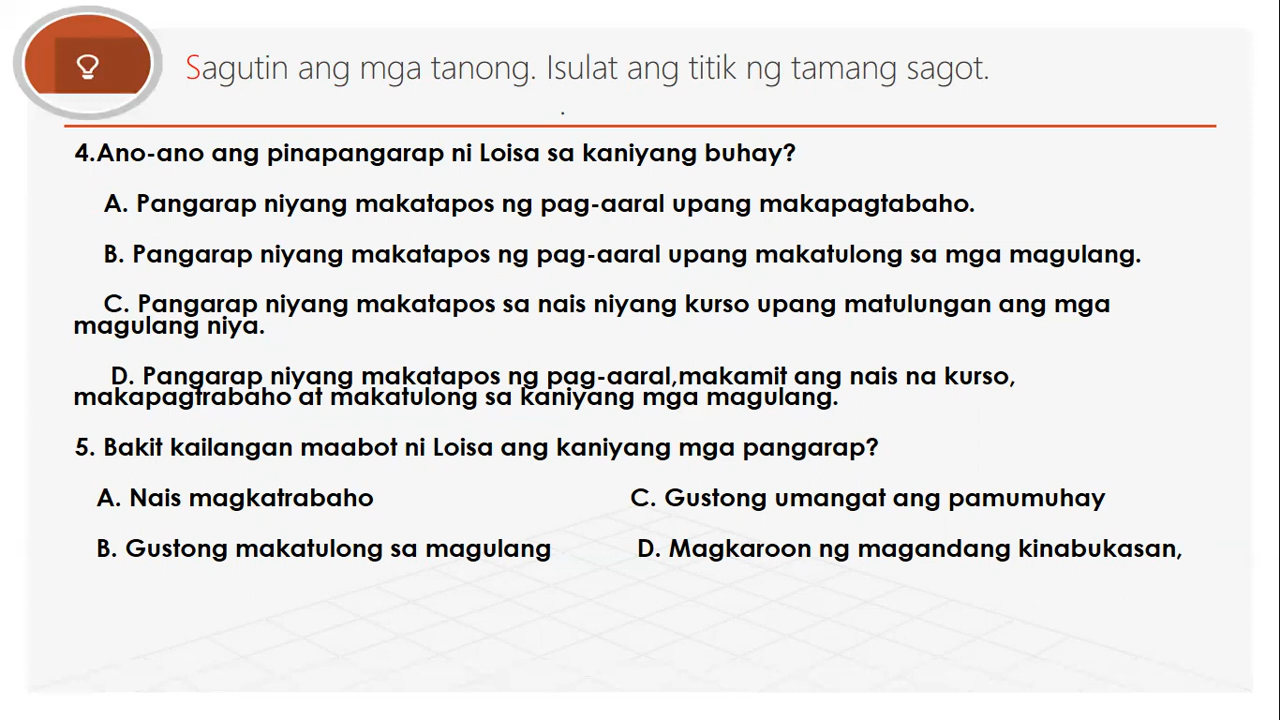 Sagutin ang mga tanong. Isulat ang titik ng tamang sagot.
.
4.Ano-ano ang pinapangarap ni Loisa sa kaniyang buhay?
A. Pangarap niyang makatapos ng pag-aaral upang makapagtabaho.
B. Pangarap niyang makatapos ng pag-aaral upang makatulong sa mga magulang.
C. Pangarap niyang makatapos sa nais niyang kurso upang matulungan ang mga
magulang niya.
D. Pangarap niyang makatapos ng pag-aaral,makamit ang nais na kurso,
makapagtrabaho at makatulong sa kaniyang mga magulang.
5. Bakit kailangan maabot ni Loisa ang kaniyang mga pangarap?
A. Nais magkatrabaho C. Gustong umangat ang pamumuhay
B. Gustong makatulong sa magulang D. Magkaroon ng magandang kinabukasan,